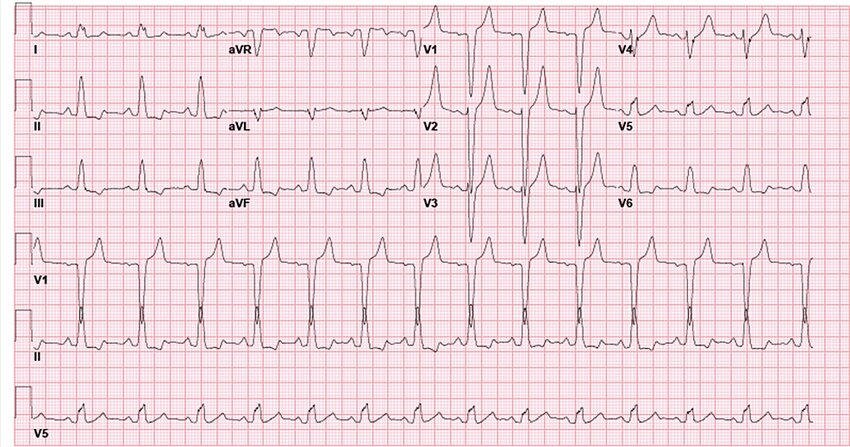 I aVR V1 V4
II aVL V2 V5
III aVF V3 V6
V1
II
V5